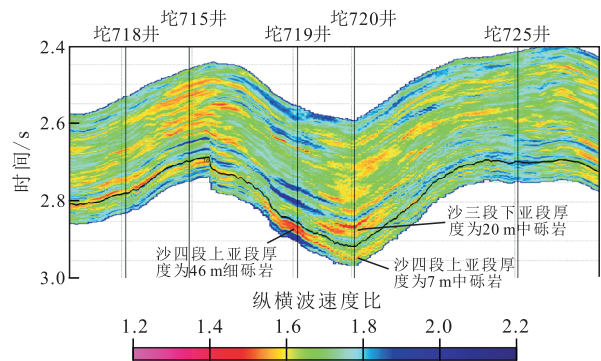 坨715井
坨720井
坨718井
坨719井
坨725井
2.4
2.6
2.8
3.0
时间/s
沙三段下亚段厚
度为20 m中砾岩
沙四段上亚段厚
度为46 m细砾岩
沙四段上亚段厚
度为7 m中砾岩
纵横波速度比
1.2 1.4 1.6 1.8 2.0 2.2